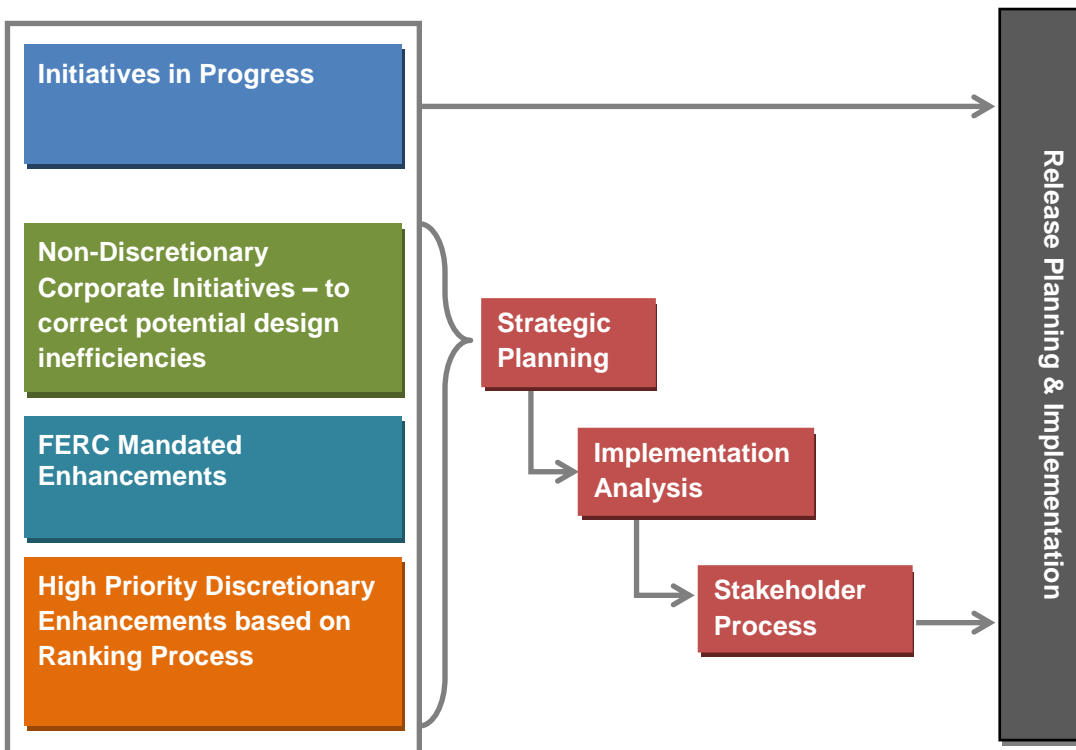 Initiatives in Progress
Non-Discretionary
Corporate Initiatives – to
correct potential design
inefficiencies
FERC Mandated
Enhancements
High Priority Discretionary
Enhancements based on
Ranking Process
Strategic
Planning
Implementation
Analysis
Stakeholder
Process
Release Planning & Implementation